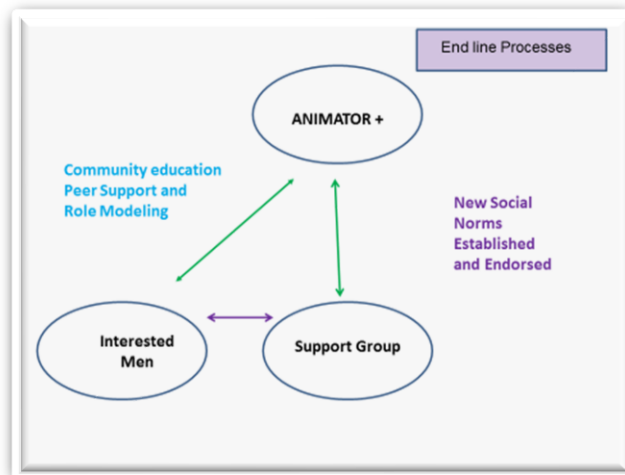 End line Processes
ANIMATOR +
Community education
Peer Support and
Role Modeling
New Social
Norms
Established
and Endorsed
Interested
Men
Support Group